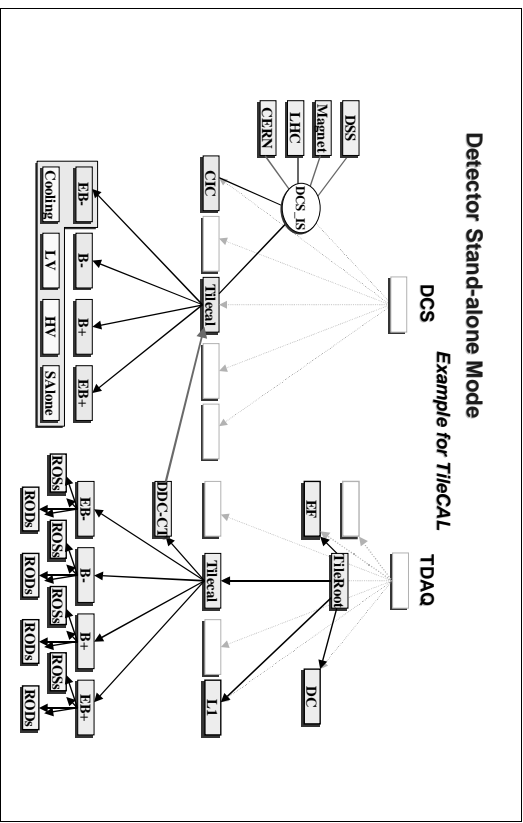 Detector Stand-alone Mode
Example for TileCAL
DCS
TDAQ
DSS
Magnet
LHC
CERN
DCS_IS
TileRoot
EF
DC
CIC
Tilecal
Tilecal
L1
DDC-CT
EB-
B-
B+
EB+
Cooling
LV
HV
SAlone
EB-
B-
B+
EB+
ROSs
ROSs
ROSs
ROSs
RODs
RODs
RODs
RODs